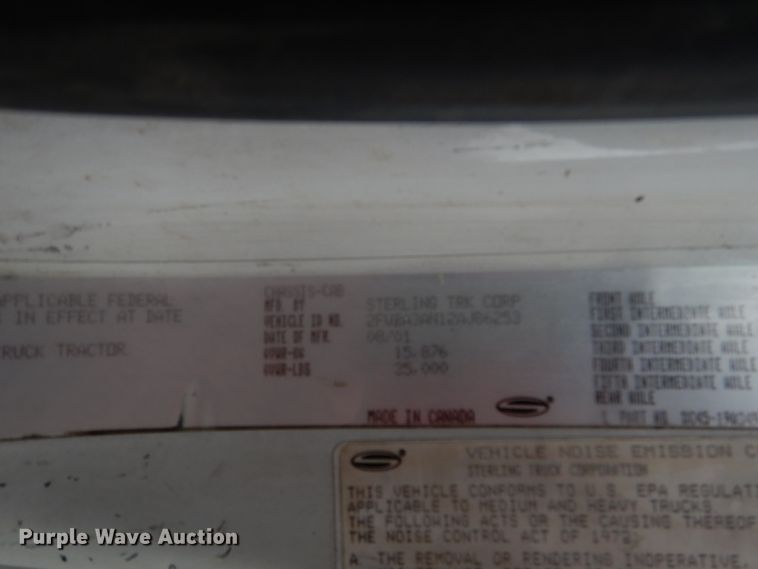 APPLICABLE FEDERAL
IN EFFECT AT DATE
TRUCK TRACTOR
CHASSIS-CAB
MFD. BY STERLING TRK CORP
VEHICLE ID NO. 2FWBA3AN12AJ86253
DATE OF MFR. 08/01
GVWR-KG 15,876
GVWR-LBS 35,000
MADE IN CANADA
FRONT AXLE
FIRST INTERMEDIATE AXLE
SECOND INTERMEDIATE AXLE
THIRD INTERMEDIATE AXLE
FOURTH INTERMEDIATE AXLE
FIFTH INTERMEDIATE AXLE
REAR AXLE
PART NO.
VEHICLE NOISE EMISSION
STERLING TRUCK CORPORATION
THIS VEHICLE CONFORMS TO U.S. EPA REGULATI
APPLICABLE TO MEDIUM AND HEAVY TRUCKS.
THE FOLLOWING ACTS OR THE CAUSING THEREOF
THE NOISE CONTROL ACT OF 1972:
A. THE REMOVAL OR RENDERING INOPERATIVE,
Purple Wave Auction